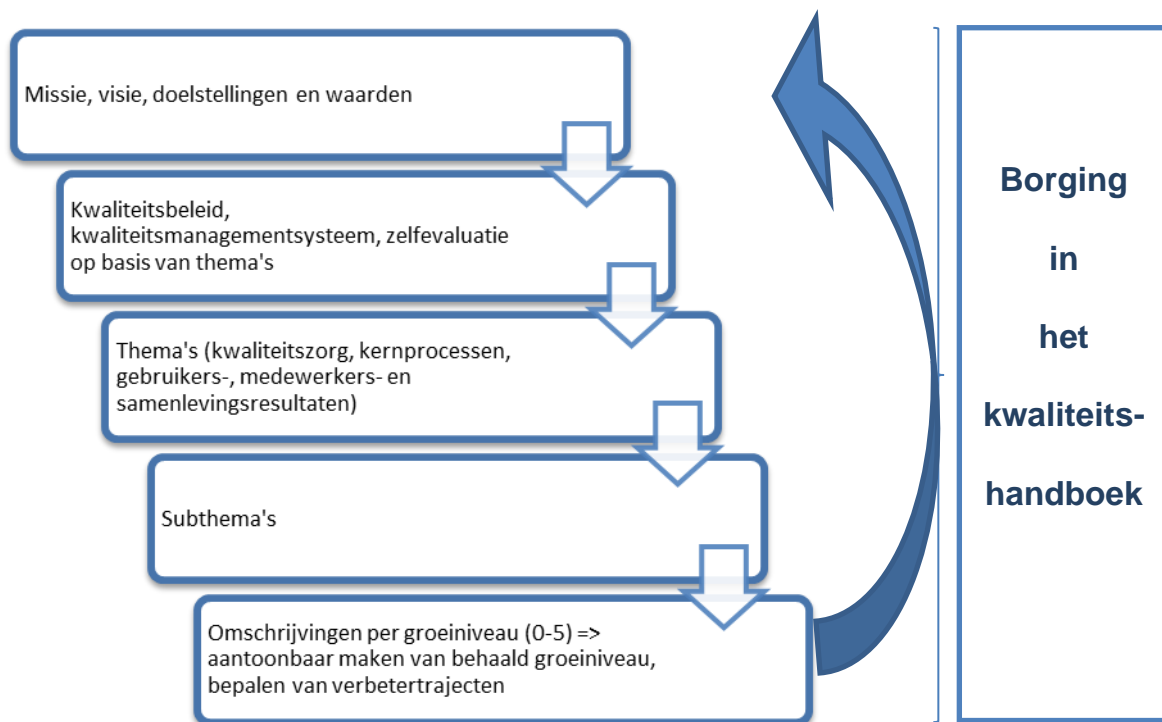 Missie, visie, doelstellingen en waarden
Kwaliteitsbeleid,
kwaliteitsmanagementsysteem, zelfevaluatie
op basis van thema's
Thema's (kwaliteitszorg, kernprocessen,
gebruikers-, medewerkers- en
samenlevingsresultaten)
Subthema's
Omschrijvingen per groeiniveau (0-5) =>
aantoonbaar maken van behaald groeiniveau,
bepalen van verbetertrajecten
Borging
in
het
kwaliteits-
handboek